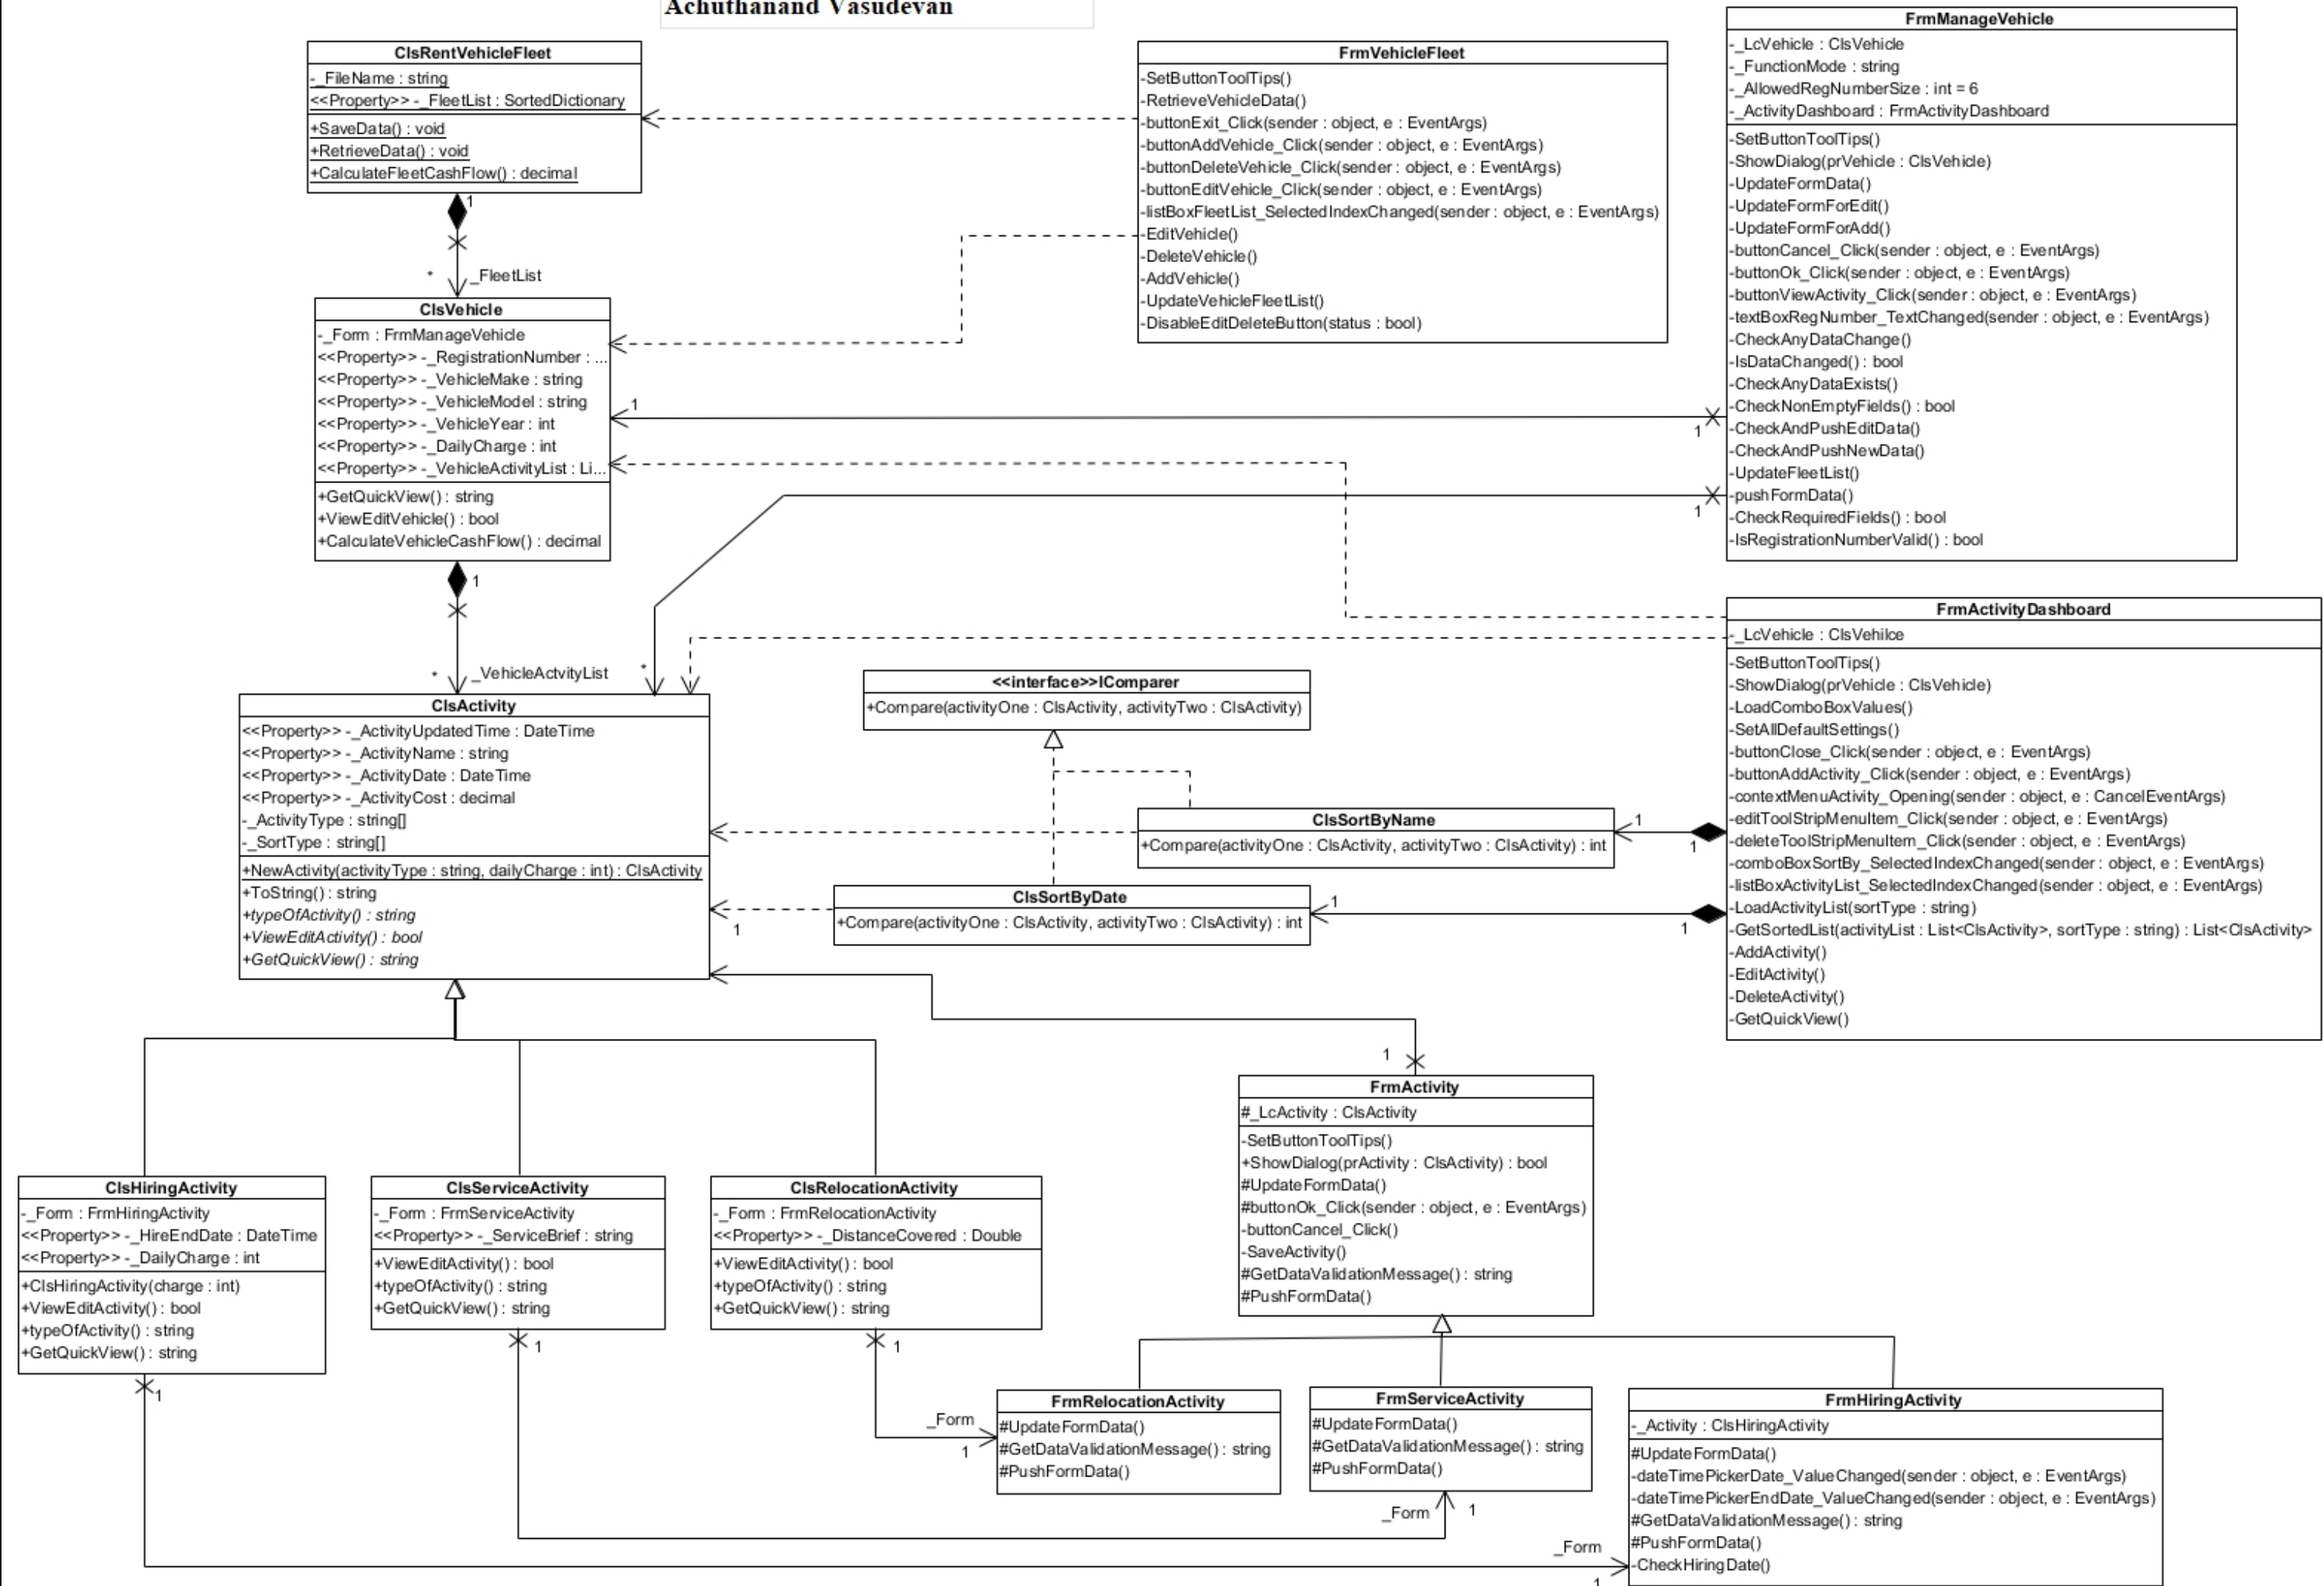 Achuthanand Vasudevan
ClsRentVehicleFleet
-_FileName : string
<<Property>> -_FleetList : SortedDictionary
+SaveData() : void
+RetrieveData() : void
+CalculateFleetCashFlow() : decimal
1
*
_FleetList
FrmVehicleFleet
-SetButtonToolTips()
-RetrieveVehicleData()
-buttonExit_Click(sender : object, e : EventArgs)
-buttonAddVehicle_Click(sender : object, e : EventArgs)
-buttonDeleteVehicle_Click(sender : object, e : EventArgs)
-buttonEditVehicle_Click(sender : object, e : EventArgs)
-listBoxFleetList_SelectedIndexChanged(sender : object, e : EventArgs)
-EditVehicle()
-DeleteVehicle()
-AddVehicle()
-UpdateVehicleFleetList()
-DisableEditDeleteButton(status : bool)
FrmManageVehicle
-_LcVehicle : ClsVehicle
-_FunctionMode : string
-_AllowedRegNumberSize : int = 6
-_ActivityDashboard : FrmActivityDashboard
-SetButtonToolTips()
-ShowDialog(prVehicle : ClsVehicle)
-UpdateFormData()
-UpdateFormForEdit()
-UpdateFormForAdd()
-buttonCancel_Click(sender : object, e : EventArgs)
-buttonOk_Click(sender : object, e : EventArgs)
-buttonViewActivity_Click(sender : object, e : EventArgs)
-textBoxRegNumber_TextChanged(sender : object, e : EventArgs)
-CheckAnyDataChange()
-IsDataChanged() : bool
-CheckAnyDataExists()
-CheckNonEmptyFields() : bool
-CheckAndPushEditData()
-CheckAndPushNewData()
-UpdateFleetList()
-pushFormData()
-CheckRequiredFields() : bool
-IsRegistrationNumberValid() : bool
ClsVehicle
-_Form : FrmManageVehicle
<<Property>> -_RegistrationNumber : ...
<<Property>> -_VehicleMake : string
<<Property>> -_VehicleModel : string
<<Property>> -_VehicleYear : int
<<Property>> -_DailyCharge : int
<<Property>> -_VehicleActivityList : Li...
+GetQuickView() : string
+ViewEditVehicle() : bool
+CalculateVehicleCashFlow() : decimal
1
1
1
1
*
_VehicleActvityList
*
FrmActivityDashboard
-_LcVehicle : ClsVehilce
-SetButtonToolTips()
-ShowDialog(prVehicle : ClsVehicle)
-LoadComboBoxValues()
-SetAllDefaultSettings()
-buttonClose_Click(sender : object, e : EventArgs)
-buttonAddActivity_Click(sender : object, e : EventArgs)
-contextMenuActivity_Opening(sender : object, e : CancelEventArgs)
-editToolStripMenuItem_Click(sender : object, e : EventArgs)
-deleteToolStripMenuItem_Click(sender : object, e : EventArgs)
-comboBoxSortBy_SelectedIndexChanged(sender : object, e : EventArgs)
-listBoxActivityList_SelectedIndexChanged(sender : object, e : EventArgs)
-LoadActivityList(sortType : string)
-GetSortedList(activityList : List<ClsActivity>, sortType : string) : List<ClsActivity>
-AddActivity()
-EditActivity()
-DeleteActivity()
-GetQuickView()
ClsActivity
<<Property>> -_ActivityUpdatedTime : DateTime
<<Property>> -_ActivityName : string
<<Property>> -_ActivityDate : DateTime
<<Property>> -_ActivityCost : decimal
-_ActivityType : string[]
-_SortType : string[]
+NewActivity(activityType : string, dailyCharge : int) : ClsActivity
+ToString() : string
+typeOfActivity() : string
+ViewEditActivity() : bool
+GetQuickView() : string
<<interface>>IComparer
+Compare(activityOne : ClsActivity, activityTwo : ClsActivity)
ClsSortByName
+Compare(activityOne : ClsActivity, activityTwo : ClsActivity) : int
1
1
ClsSortByDate
+Compare(activityOne : ClsActivity, activityTwo : ClsActivity) : int
1
1
1
1
FrmActivity
#_LcActivity : ClsActivity
-SetButtonToolTips()
+ShowDialog(prActivity : ClsActivity) : bool
#UpdateFormData()
#buttonOk_Click(sender : object, e : EventArgs)
-buttonCancel_Click()
-SaveActivity()
#GetDataValidationMessage() : string
#PushFormData()
ClsHiringActivity
-_Form : FrmHiringActivity
<<Property>> -_HireEndDate : DateTime
<<Property>> -_DailyCharge : int
+ClsHiringActivity(charge : int)
+ViewEditActivity() : bool
+typeOfActivity() : string
+GetQuickView() : string
1
ClsServiceActivity
-_Form : FrmServiceActivity
<<Property>> -_ServiceBrief : string
+ViewEditActivity() : bool
+typeOfActivity() : string
+GetQuickView() : string
1
ClsRelocationActivity
-_Form : FrmRelocationActivity
<<Property>> -_DistanceCovered : Double
+ViewEditActivity() : bool
+typeOfActivity() : string
+GetQuickView() : string
1
_Form
1
FrmRelocationActivity
#UpdateFormData()
#GetDataValidationMessage() : string
#PushFormData()
FrmServiceActivity
#UpdateFormData()
#GetDataValidationMessage() : string
#PushFormData()
_Form
1
FrmHiringActivity
-_Activity : ClsHiringActivity
#UpdateFormData()
-dateTimePickerDate_ValueChanged(sender : object, e : EventArgs)
-dateTimePickerEndDate_ValueChanged(sender : object, e : EventArgs)
#GetDataValidationMessage() : string
#PushFormData()
-CheckHiringDate()
_Form
1